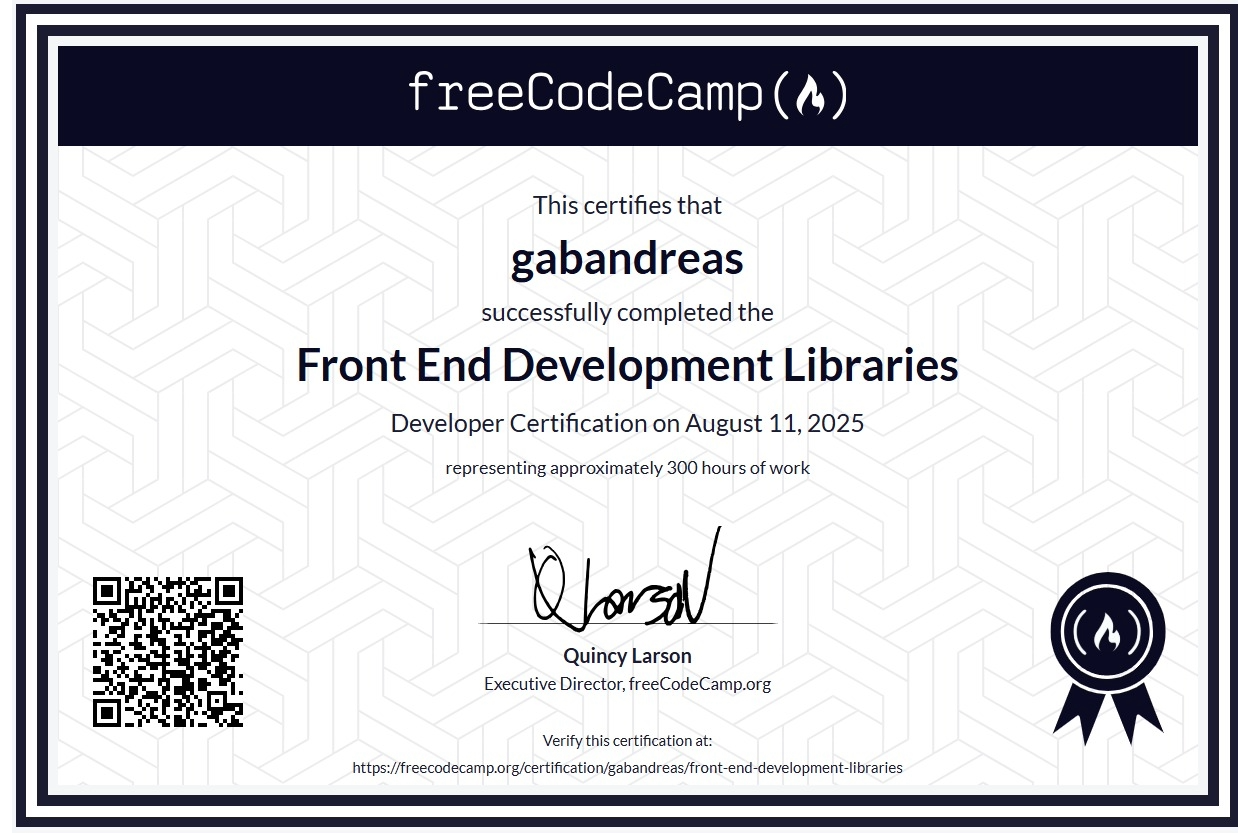 freeCodeCamp
This certifies that
gabandreas
successfully completed the
Front End Development Libraries
Developer Certification on August 11, 2025
representing approximately 300 hours of work
Quincy Larson
Executive Director, freeCodeCamp.org
Verify this certification at:
https://freecodecamp.org/certification/gabandreas/front-end-development-libraries